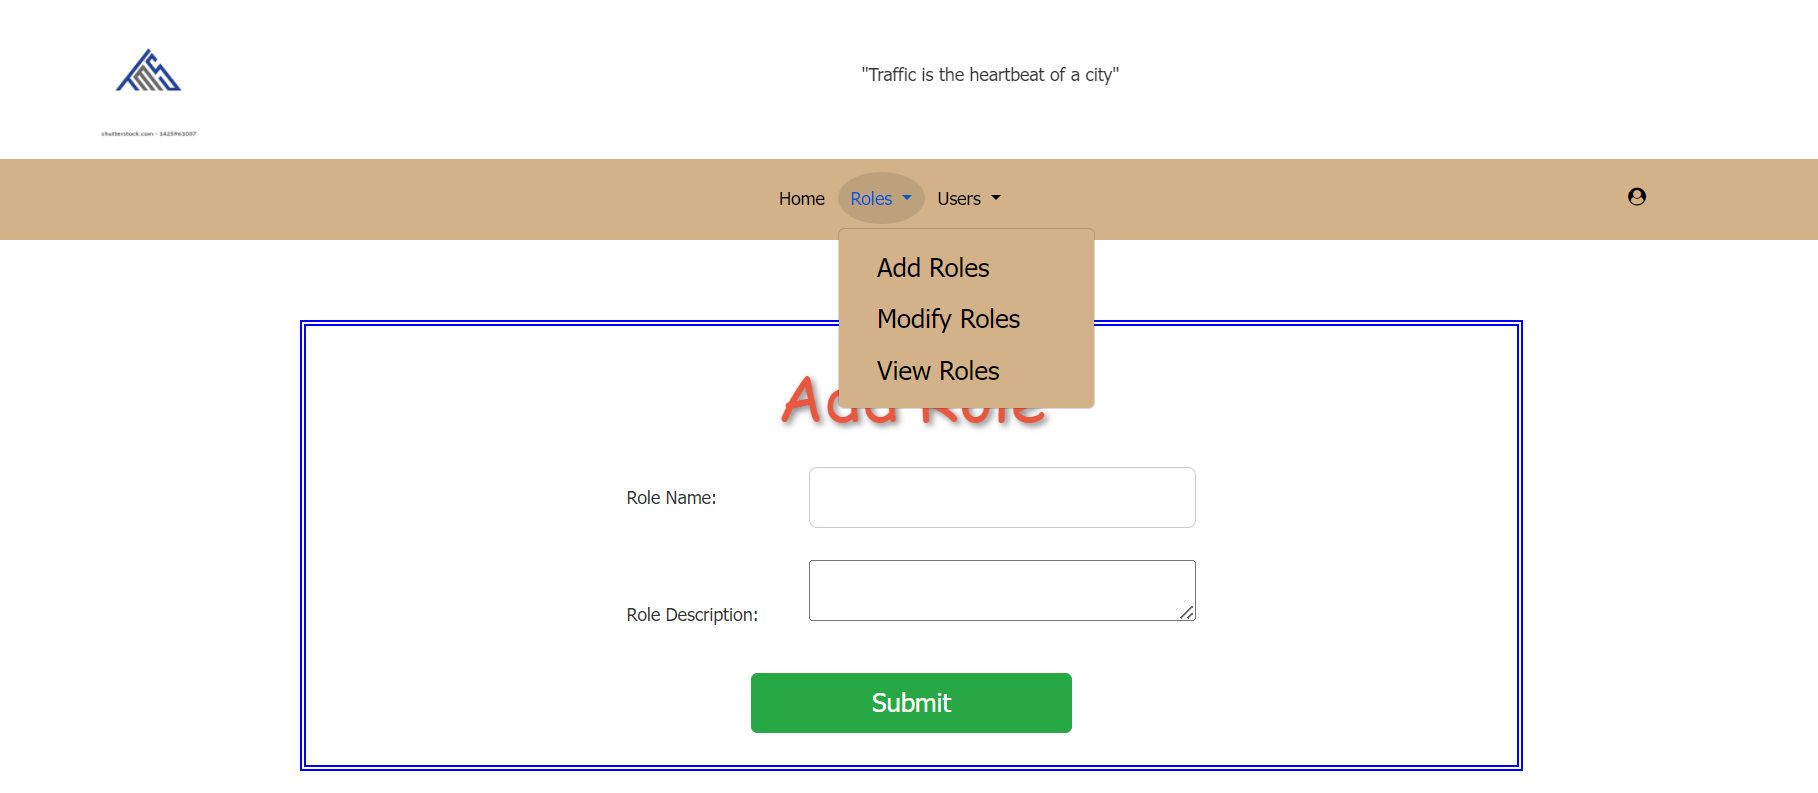 "Traffic is the heartbeat of a city"
shutterstock.com · 1425961087
Home Roles Users
Add Roles
Modify Roles
View Roles
Add Role
Role Name:
Role Description:
Submit